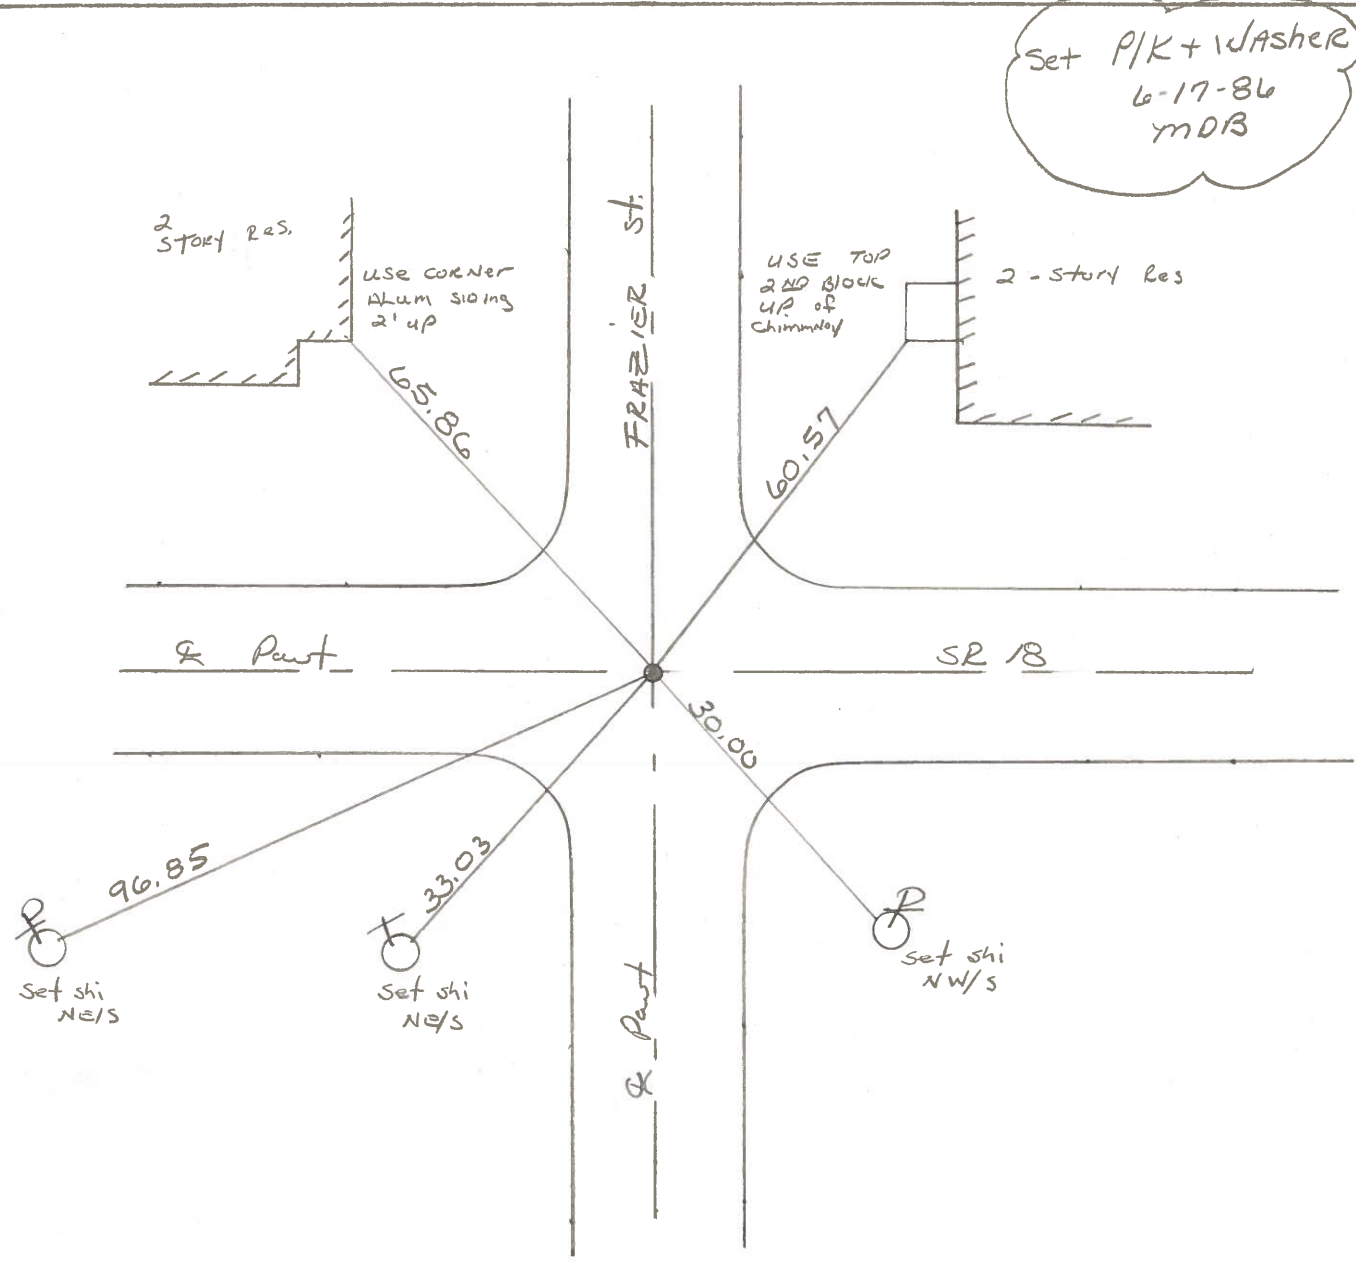 Set P/K + WAsheR
6-17-86
MDB
2
STORY Res.
USE CORNer
ALUM SIDing
2' UP
FRAZIER St.
USE TOP
2ND BLOCK
UP of
Chimmney
2 - Story Res
65.86
60.57
℄ Pavt
SR 18
30.00
96.85
33.03
Set shi
NE/S
Set shi
NE/S
Set shi
NW/S
℄ Pavt